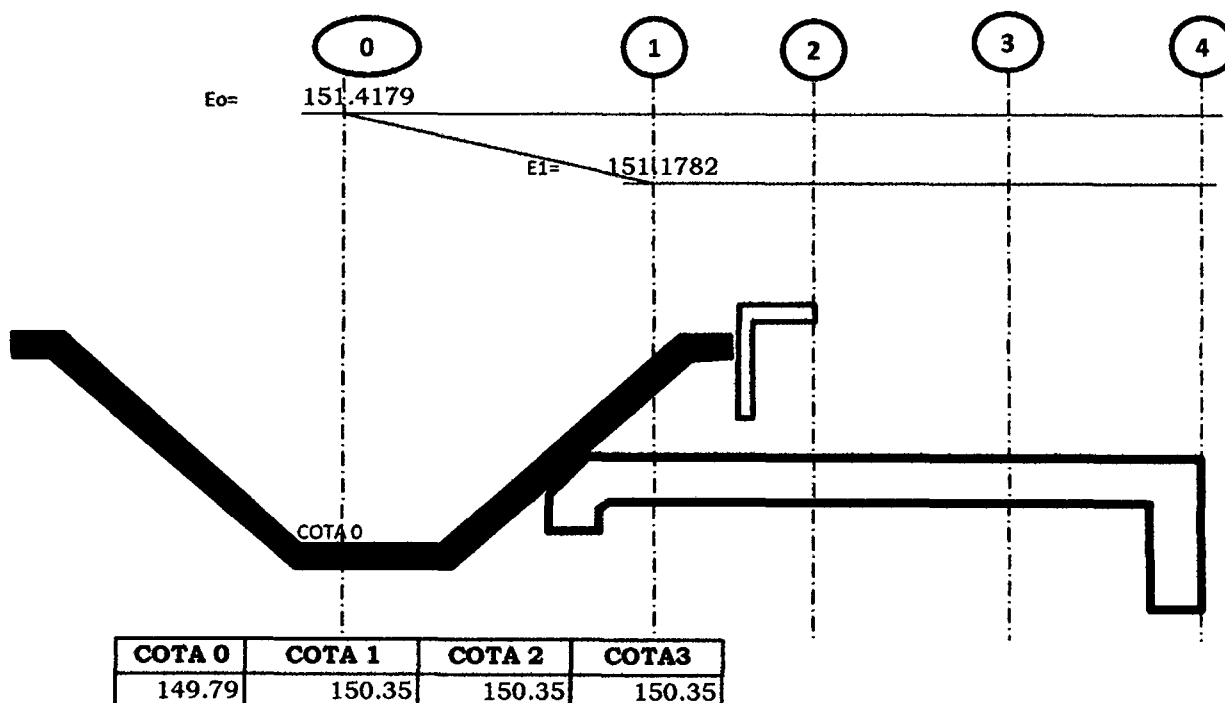 0 1 2 3 4
Eo= 151.4179
E1= 151.1782
COTA 0
COTA 0 COTA 1 COTA 2 COTA3
149.79 150.35 150.35 150.35